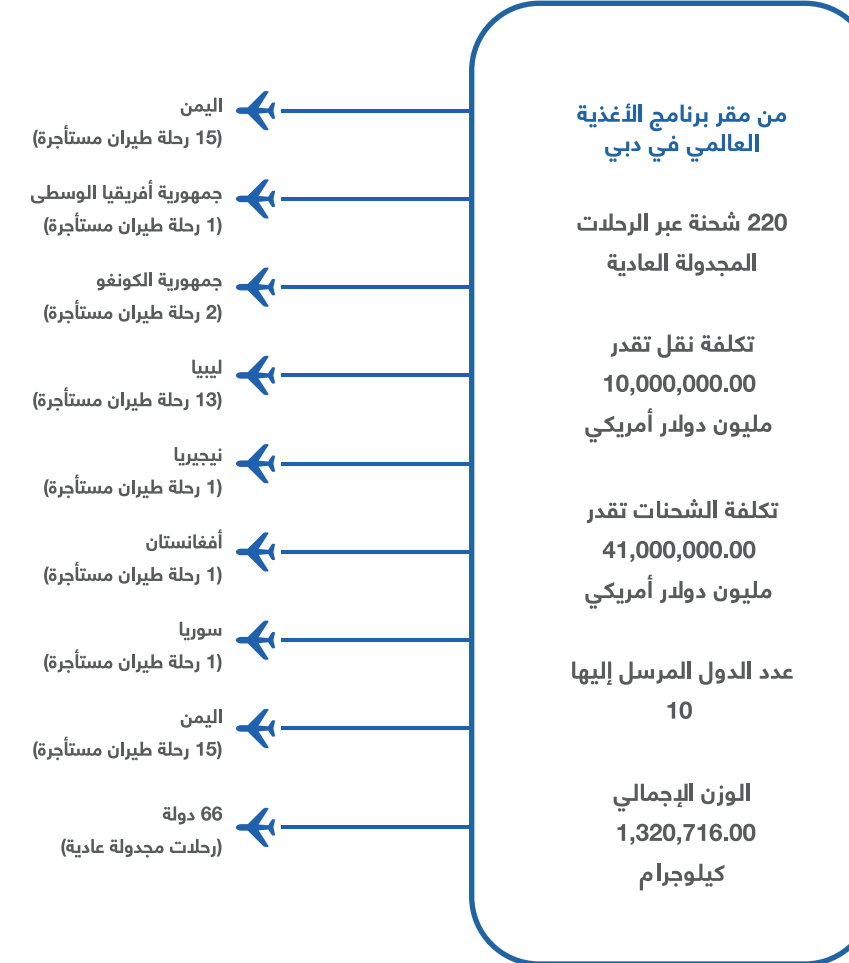 من مقر برنامج الأغذية
العالمي في دبي
220 شحنة عبر الرحلات
المجدولة العادية
تكلفة نقل تقدر
10,000,000.00
مليون دولار أمريكي
تكلفة الشحنات تقدر
41,000,000.00
مليون دولار أمريكي
عدد الدول المرسل إليها
10
الوزن الإجمالي
1,320,716.00
كيلوجرام
اليمن
(15 رحلة طيران مستأجرة)
جمهورية أفريقيا الوسطى
(1 رحلة طيران مستأجرة)
جمهورية الكونغو
(2 رحلة طيران مستأجرة)
ليبيا
(13 رحلة طيران مستأجرة)
نيجيريا
(1 رحلة طيران مستأجرة)
أفغانستان
(1 رحلة طيران مستأجرة)
سوريا
(1 رحلة طيران مستأجرة)
اليمن
(15 رحلة طيران مستأجرة)
66 دولة
(رحلات مجدولة عادية)